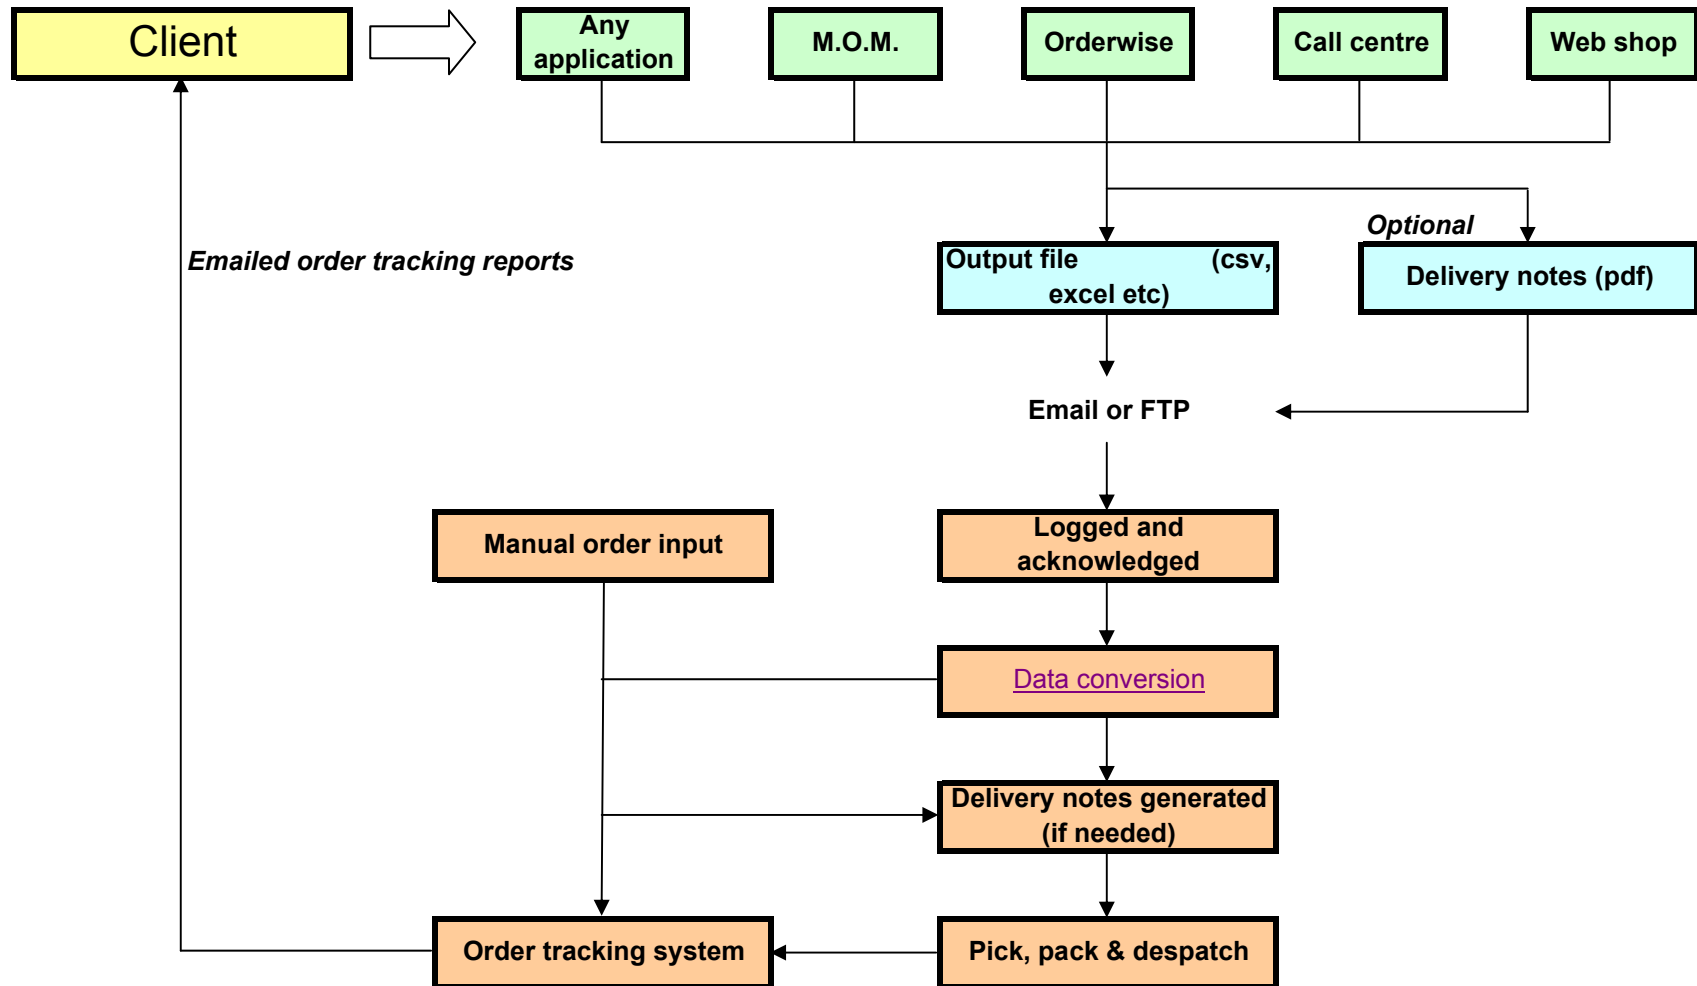 Client
Any
application
M.O.M.
Orderwise
Call centre
Web shop
Optional
Emailed order tracking reports
Output file (csv,
excel etc)
Delivery notes (pdf)
Email or FTP
Manual order input
Logged and
acknowledged
Data conversion
Delivery notes generated
(if needed)
Order tracking system
Pick, pack & despatch